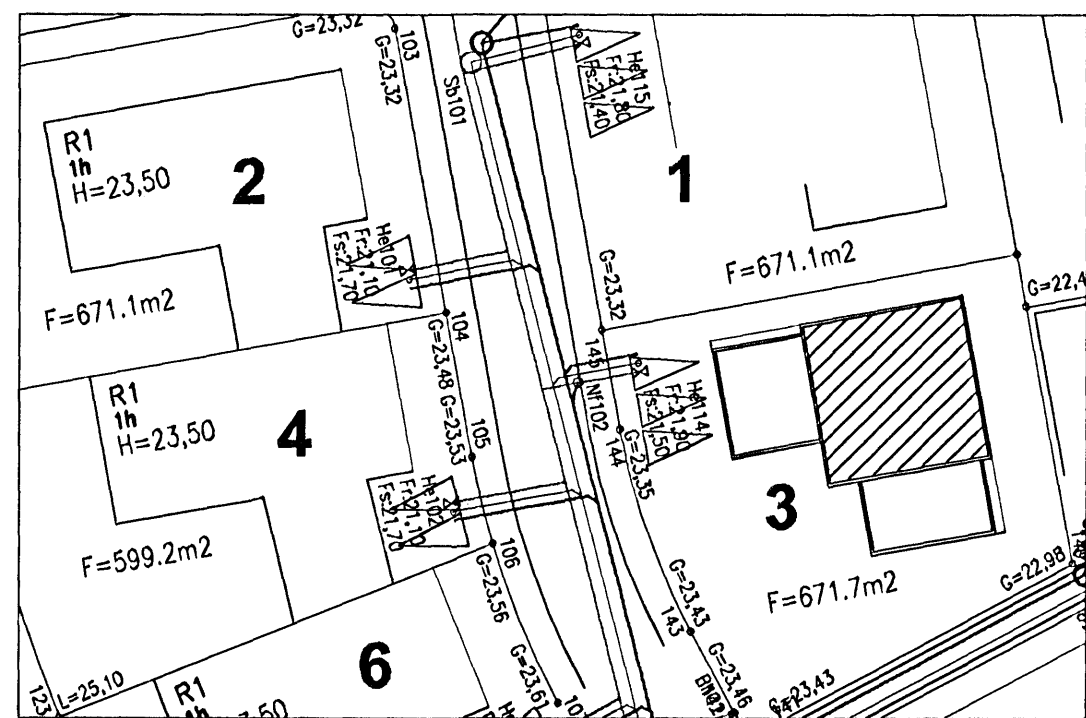 G=23,32
103
G=23,32
Sb101
He115
Fr:21,80
Fs:21,40
R1
1h
H=23,50
2
1
He101
Fr:21,10
Fs:21,70
F=671.1m2
F=671.1m2
G=23,32
G=22,4
104
G=23,48
145
Nf102
He114
Fr:21,90
Fs:21,50
R1
1h
H=23,50
4
105
G=23,53
144
G=23,35
He102
Fr:21,10
Fs:21,70
3
F=599.2m2
106
G=23,56
G=23,43
143
F=671.7m2
G=22,98
6
L=25,10
123
R1
1h
G=23,61
G=23,46
23,43